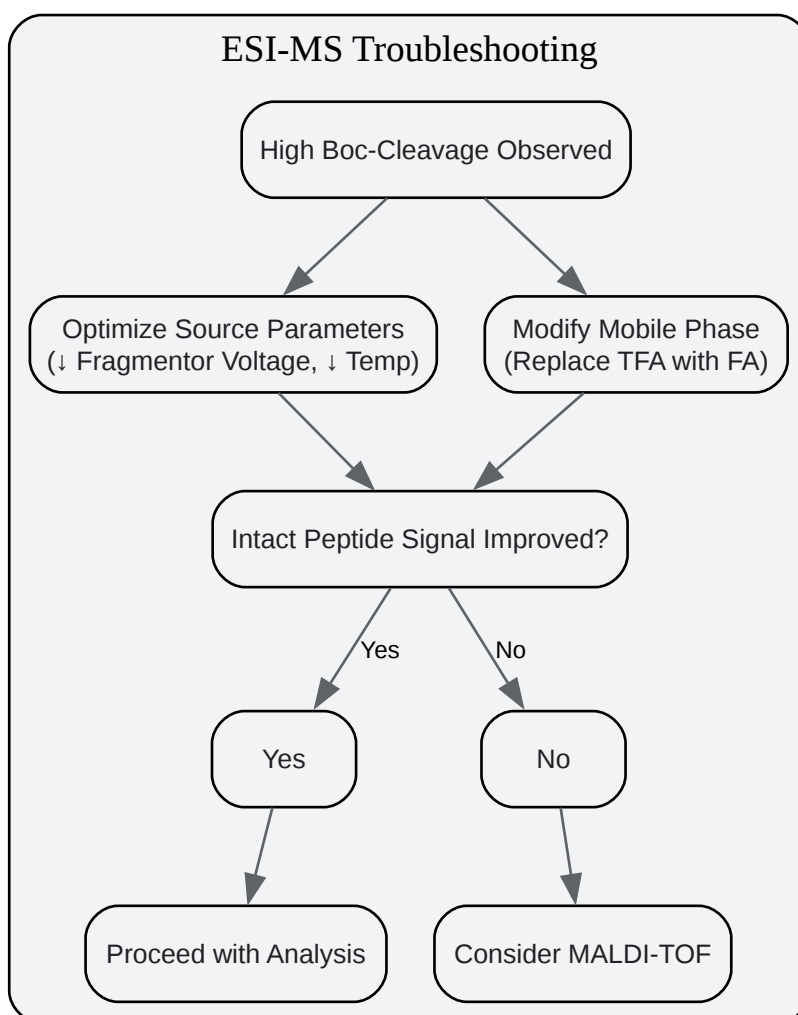 ESI-MS Troubleshooting
High Boc-Cleavage Observed
Optimize Source Parameters
(↓ Fragmentor Voltage, ↓ Temp)
Modify Mobile Phase
(Replace TFA with FA)
Intact Peptide Signal Improved?
Yes
No
Yes
No
Proceed with Analysis
Consider MALDI-TOF